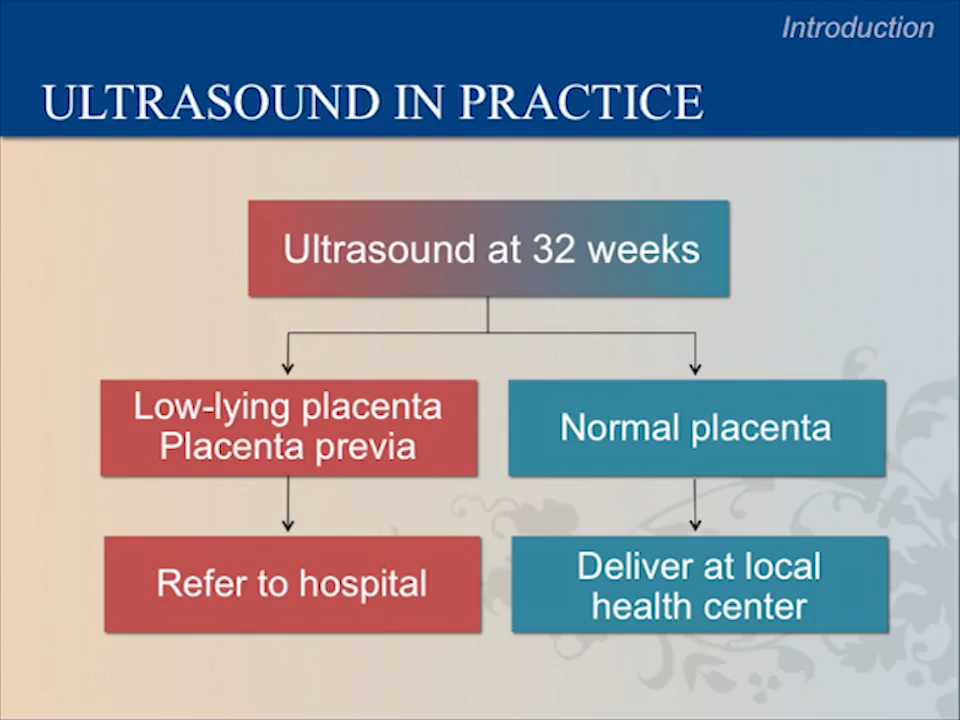 Introduction
ULTRASOUND IN PRACTICE
Ultrasound at 32 weeks
Low-lying placenta
Placenta previa
Normal placenta
Refer to hospital
Deliver at local
health center